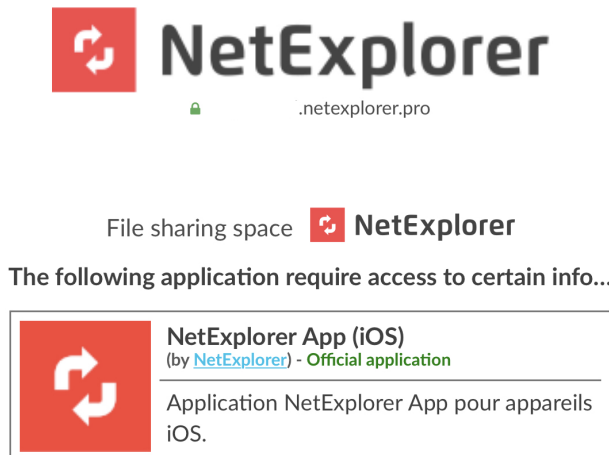 NetExplorer
.netexplorer.pro
File sharing space NetExplorer
The following application require access to certain info...
NetExplorer App (iOS)
(by NetExplorer) - Official application
Application NetExplorer App pour appareils
iOS.